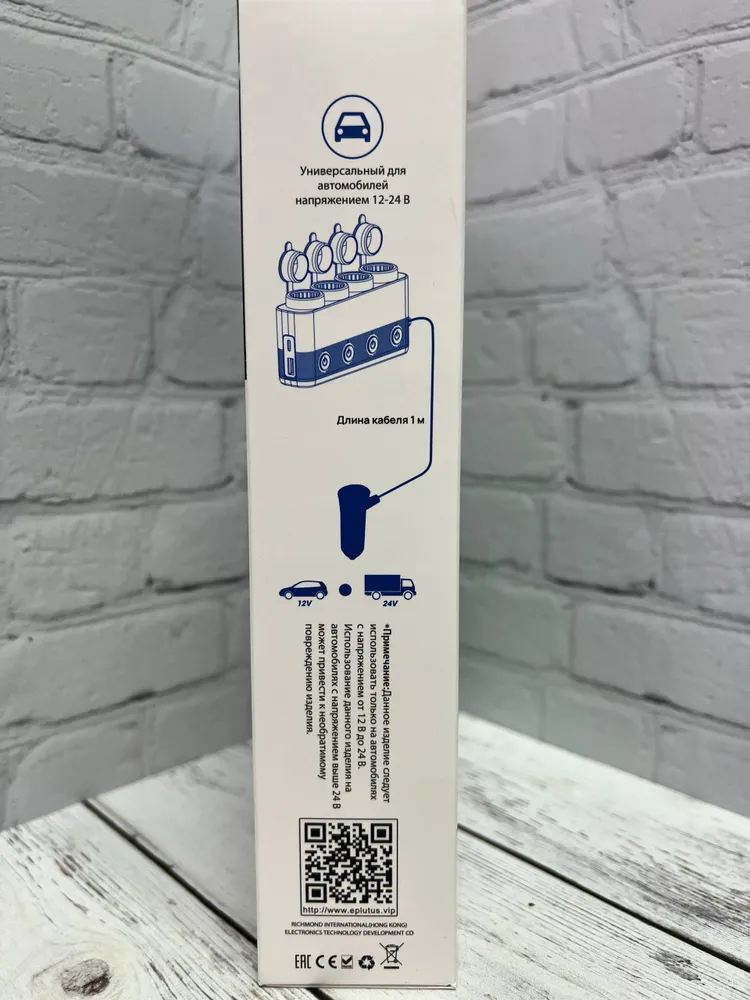 Универсальный для
автомобилей
напряжением 12-24 В
Длина кабеля 1 м
12V
24V
*Примечание:Данное изделие следует
использовать только на автомобилях
с напряжением от 12 В до 24 В.
Использование данного изделия на
автомобилях с напряжением выше 24 В
может привести к необратимому
повреждению изделия.
http://www.eplutus.vip
RICHMOND INTERNATIONAL(HONG KONG)
ELECTRONICS TECHNOLOGY DEVELOPMENT CO
EAC CE